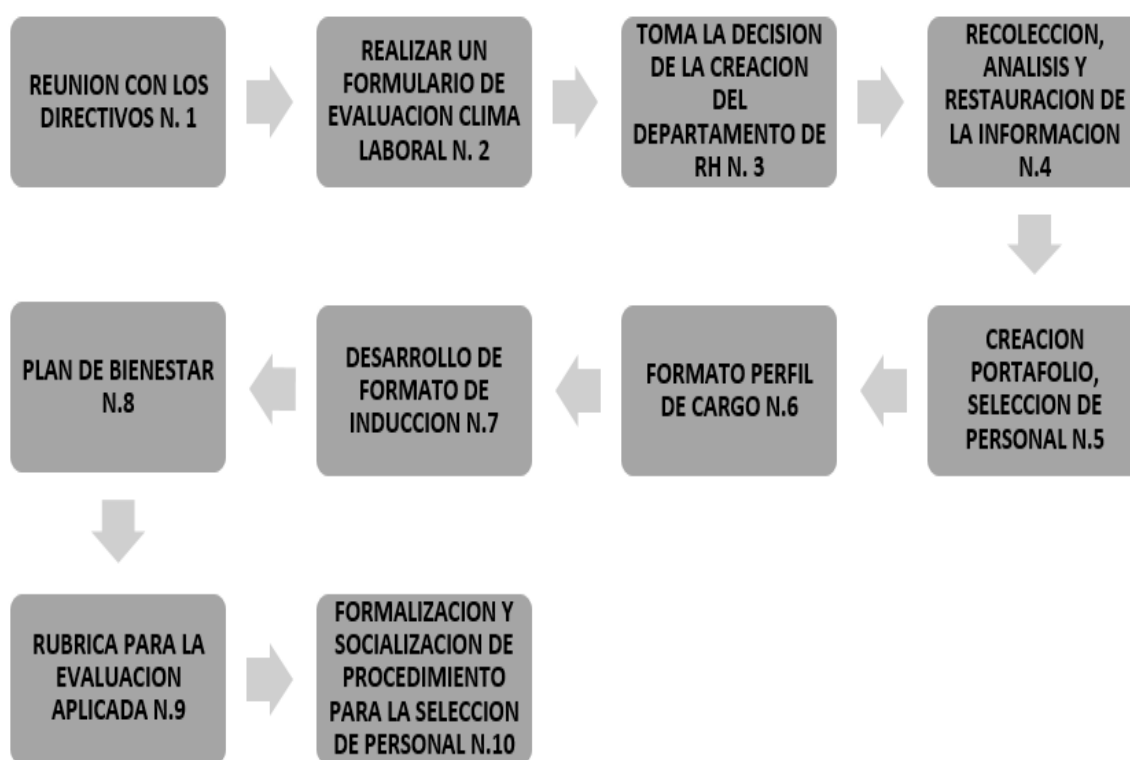 REUNION CON LOS
DIRECTIVOS N. 1
REALIZAR UN
FORMULARIO DE
EVALUACION CLIMA
LABORAL N. 2
TOMA LA DECISION
DE LA CREACION
DEL
DEPARTAMENTO DE
RH N. 3
RECOLECCION,
ANALISIS Y
RESTAURACION DE
LA INFORMACION
N.4
CREACION
PORTAFOLIO,
SELECCION DE
PERSONAL N.5
FORMATO PERFIL
DE CARGO N.6
DESARROLLO DE
FORMATO DE
INDUCCION N.7
PLAN DE BIENESTAR
N.8
RUBRICA PARA LA
EVALUACION
APLICADA N.9
FORMALIZACION Y
SOCIALIZACION DE
PROCEDIMIENTO
PARA LA SELECCION
DE PERSONAL N.10